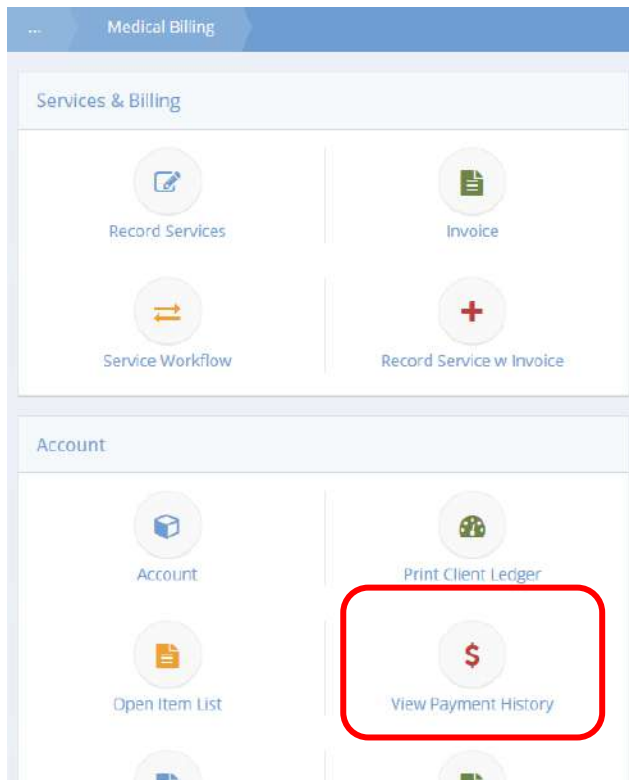 ... Medical Billing
Services & Billing
Record Services Invoice
Service Workflow Record Service w Invoice
Account
Account Print Client Ledger
$
Open Item List View Payment History